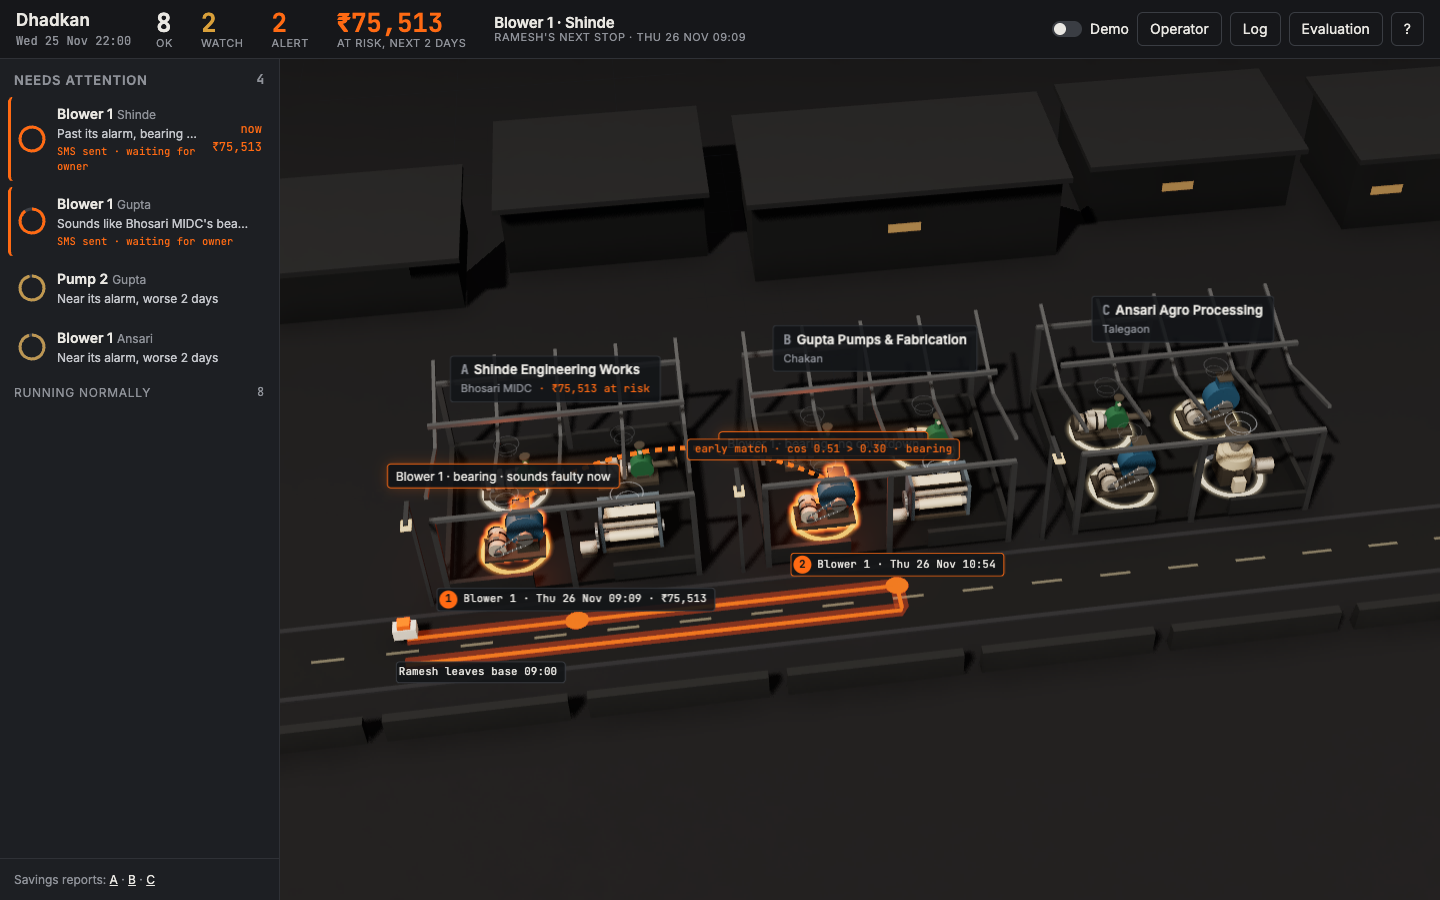 Dhadkan
Wed 25 Nov 22:00
8
OK
2
WATCH
2
ALERT
₹75,513
AT RISK, NEXT 2 DAYS
Blower 1 · Shinde
RAMESH'S NEXT STOP · THU 26 NOV 09:09
Demo
Operator
Log
Evaluation
?
NEEDS ATTENTION
4
Blower 1 Shinde
Past its alarm, bearing ...
SMS sent · waiting for
owner
now
₹75,513
Blower 1 Gupta
Sounds like Bhosari MIDC's bea...
SMS sent · waiting for owner
Pump 2 Gupta
Near its alarm, worse 2 days
Blower 1 Ansari
Near its alarm, worse 2 days
RUNNING NORMALLY
8
Savings reports: A · B · C
C Ansari Agro Processing
Talegaon
B Gupta Pumps & Fabrication
Chakan
A Shinde Engineering Works
Bhosari MIDC · ₹75,513 at risk
early match · cos 0.51 > 0.30 · bearing
Blower 1 · bearing · sounds faulty now
2 Blower 1 · Thu 26 Nov 10:54
1 Blower 1 · Thu 26 Nov 09:09 · ₹75,513
Ramesh leaves base 09:00